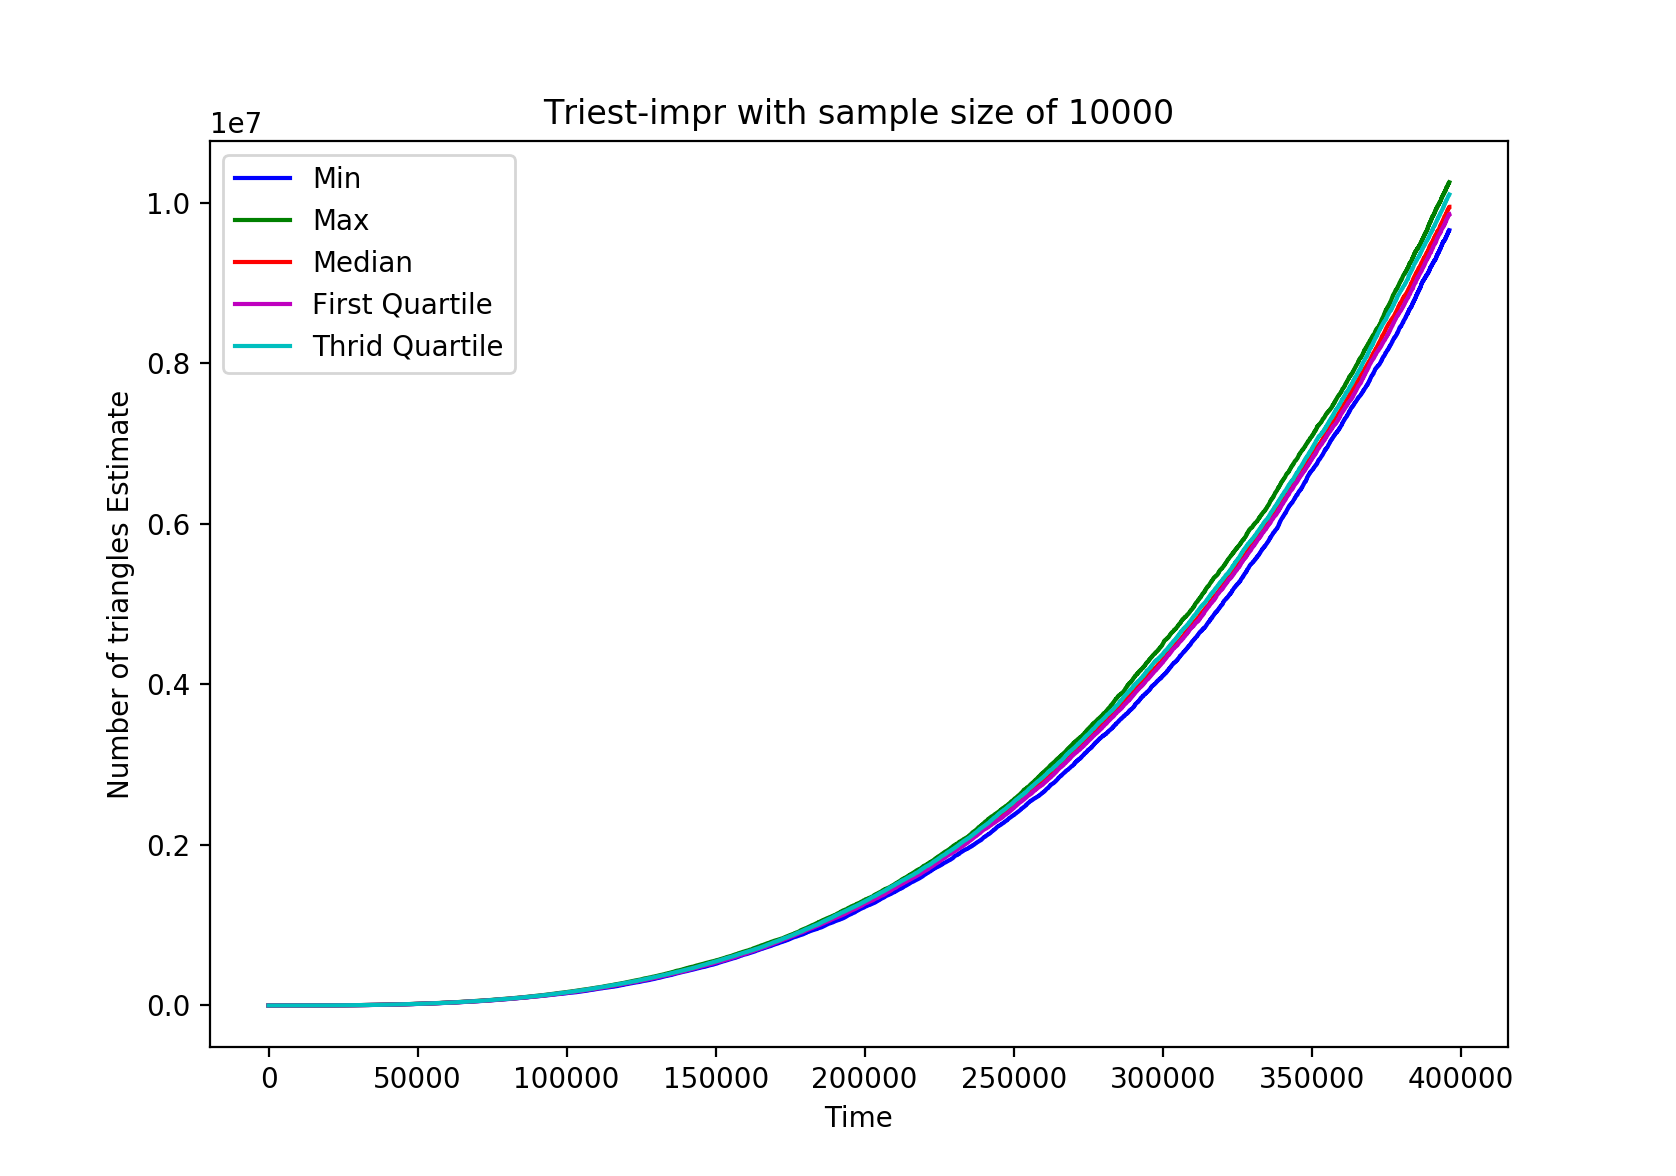 Triest-impr with sample size of 10000
1e7
Min
Max
Median
First Quartile
Thrid Quartile
1.0
0.8
0.6
0.4
0.2
0.0
Number of triangles Estimate
0 50000 100000 150000 200000 250000 300000 350000 400000
Time